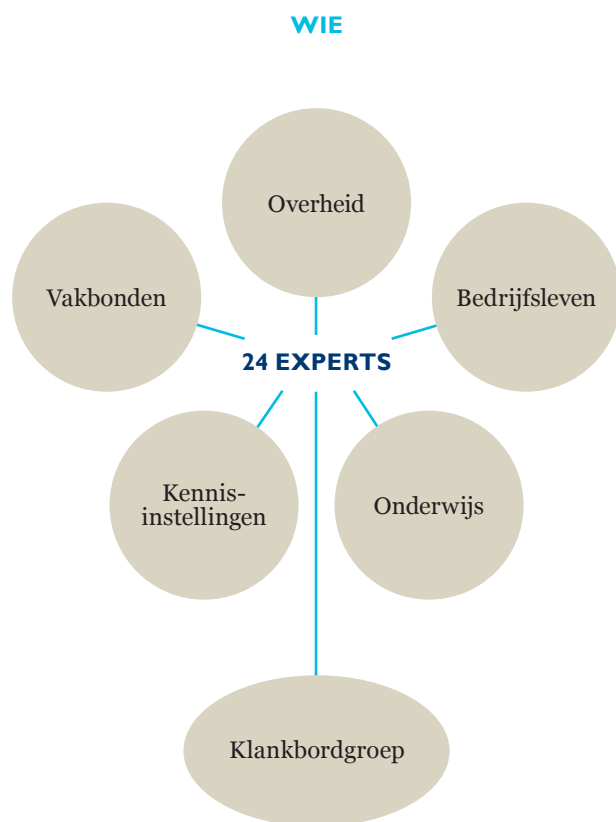 WIE
Overheid
Vakbonden
Bedrijfsleven
24 EXPERTS
Kennis-
instellingen
Onderwijs
Klankbordgroep